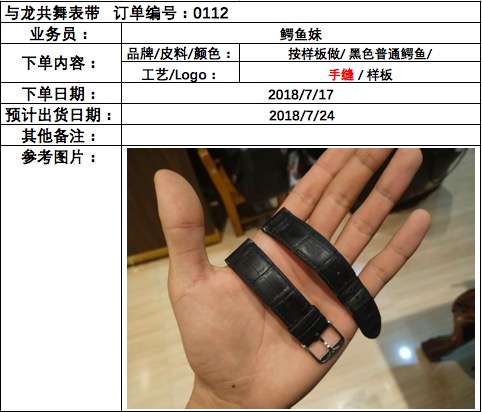 与龙共舞表带 订单编号：0112
业务员： 鳄鱼妹
下单内容： 品牌/皮料/颜色： 按样板做/ 黑色普通鳄鱼/
工艺/Logo： 手缝 / 样板
下单日期： 2018/7/17
预计出货日期： 2018/7/24
其他备注：
参考图片：